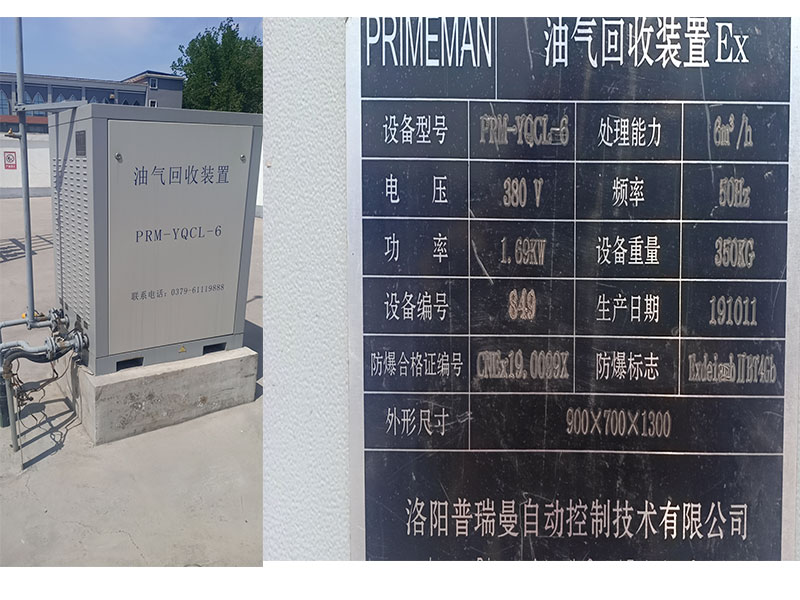 油气回收装置
PRM-YQCL-6
联系电话：0379-61119888
PRIMEMAN 油气回收装置Ex
设备型号 PRM-YQCL-6 处理能力 6m³/h
电 压 380 V 频率 50Hz
功 率 1.69KW 设备重量 350KG
设备编号 849 生产日期 191011
防爆合格证编号 CNEx19.0099X 防爆标志
外形尺寸 900×700×1300
洛阳普瑞曼自动控制技术有限公司